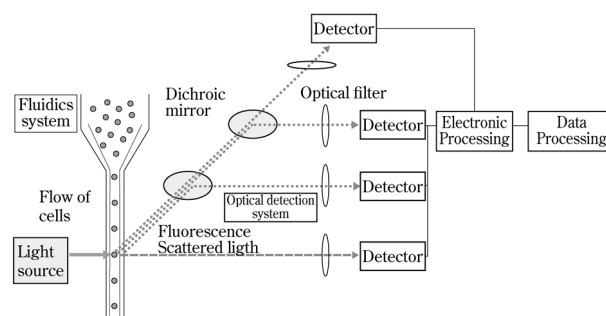 Detector
Dichroic
mirror
Optical filter
Fluidics
system
Detector
Electronic
Processing
Data
Processing
Detector
Flow of
cells
Optical detection
system
Fluorescence
Scattered ligth
Light
source
Detector